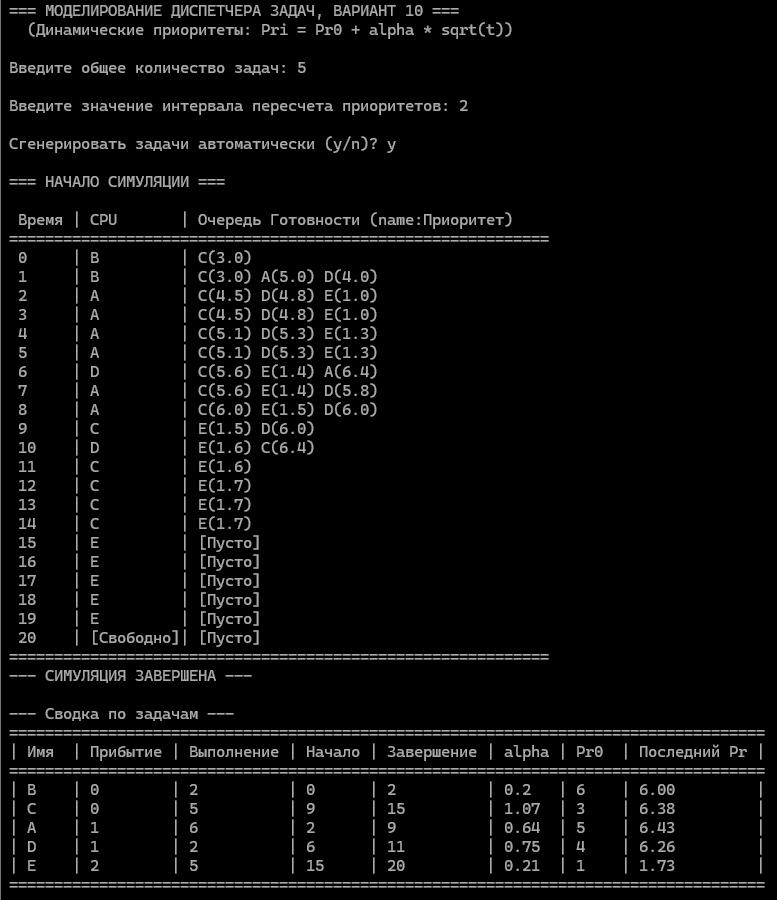 === МОДЕЛИРОВАНИЕ ДИСПЕТЧЕРА ЗАДАЧ, ВАРИАНТ 10 ===
(Динамические приоритеты: Pri = Pr0 + alpha * sqrt(t))
Введите общее количество задач: 5
Введите значение интервала пересчета приоритетов: 2
Сгенерировать задачи автоматически (y/n)? y
=== НАЧАЛО СИМУЛЯЦИИ ===
Время | CPU | Очередь Готовности (name:Приоритет)
============================================================
0 | B | C(3.0)
1 | B | C(3.0) A(5.0) D(4.0)
2 | A | C(4.5) D(4.8) E(1.0)
3 | A | C(4.5) D(4.8) E(1.0)
4 | A | C(5.1) D(5.3) E(1.3)
5 | A | C(5.1) D(5.3) E(1.3)
6 | D | C(5.6) E(1.4) A(6.4)
7 | A | C(5.6) E(1.4) D(5.8)
8 | A | C(6.0) E(1.5) D(6.0)
9 | C | E(1.5) D(6.0)
10 | D | E(1.6) C(6.4)
11 | C | E(1.6)
12 | C | E(1.7)
13 | C | E(1.7)
14 | C | E(1.7)
15 | E | [Пусто]
16 | E | [Пусто]
17 | E | [Пусто]
18 | E | [Пусто]
19 | E | [Пусто]
20 | [Свободно]| [Пусто]
============================================================
--- СИМУЛЯЦИЯ ЗАВЕРШЕНА ---
--- Сводка по задачам ---
====================================================================================
| Имя | Прибытие | Выполнение | Начало | Завершение | alpha | Pr0 | Последний Pr |
====================================================================================
| B | 0 | 2 | 0 | 2 | 0.2 | 6 | 6.00 |
| C | 0 | 5 | 9 | 15 | 1.07 | 3 | 6.38 |
| A | 1 | 6 | 2 | 9 | 0.64 | 5 | 6.43 |
| D | 1 | 2 | 6 | 11 | 0.75 | 4 | 6.26 |
| E | 2 | 5 | 15 | 20 | 0.21 | 1 | 1.73 |
====================================================================================